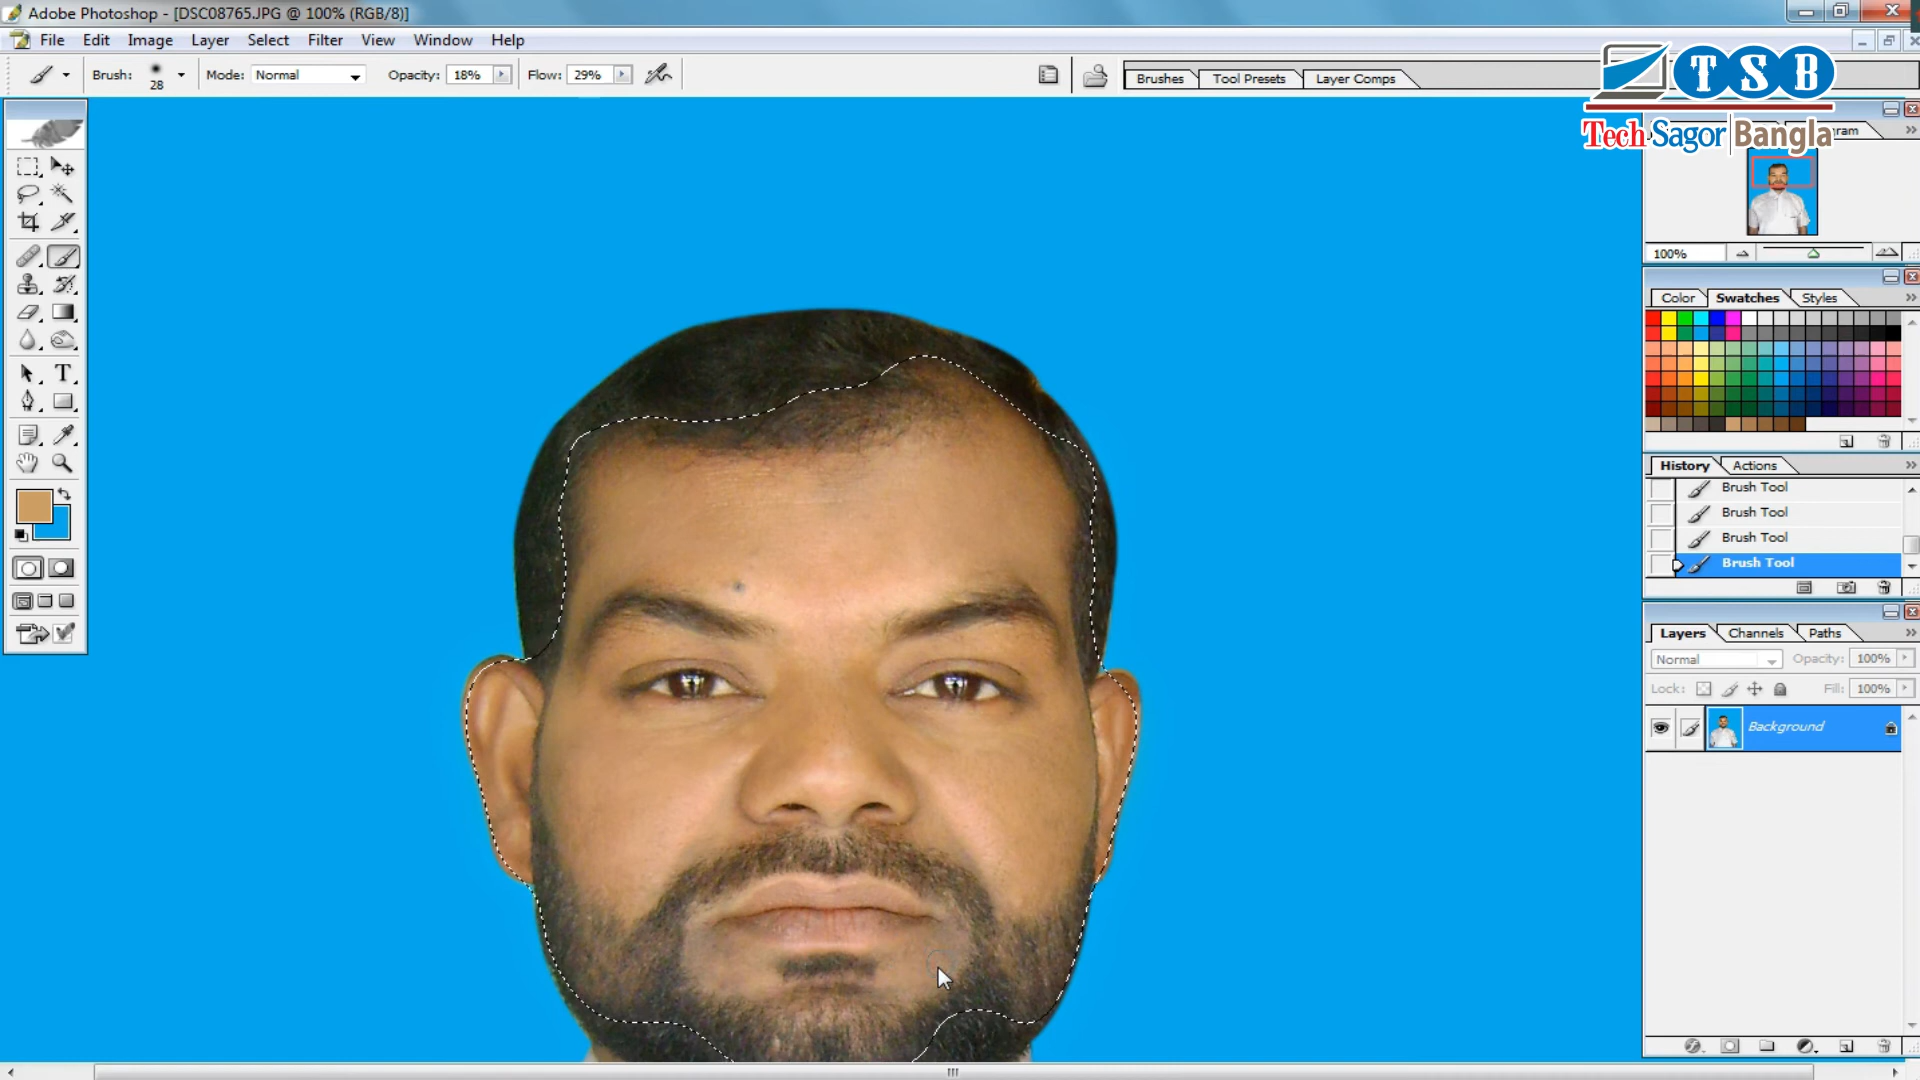 Adobe Photoshop - [DSC08765.JPG @ 100% (RGB/8)]
File Edit Image Layer Select Filter View Window Help
Brush: 28 Mode: Normal Opacity: 18% Flow: 29%
Brushes Tool Presets Layer Comps
TSB
Tech Sagor Bangla
gram
100%
Color Swatches Styles
History Actions
Brush Tool
Brush Tool
Brush Tool
Brush Tool
Layers Channels Paths
Normal Opacity: 100%
Lock: Fill: 100%
Background
T